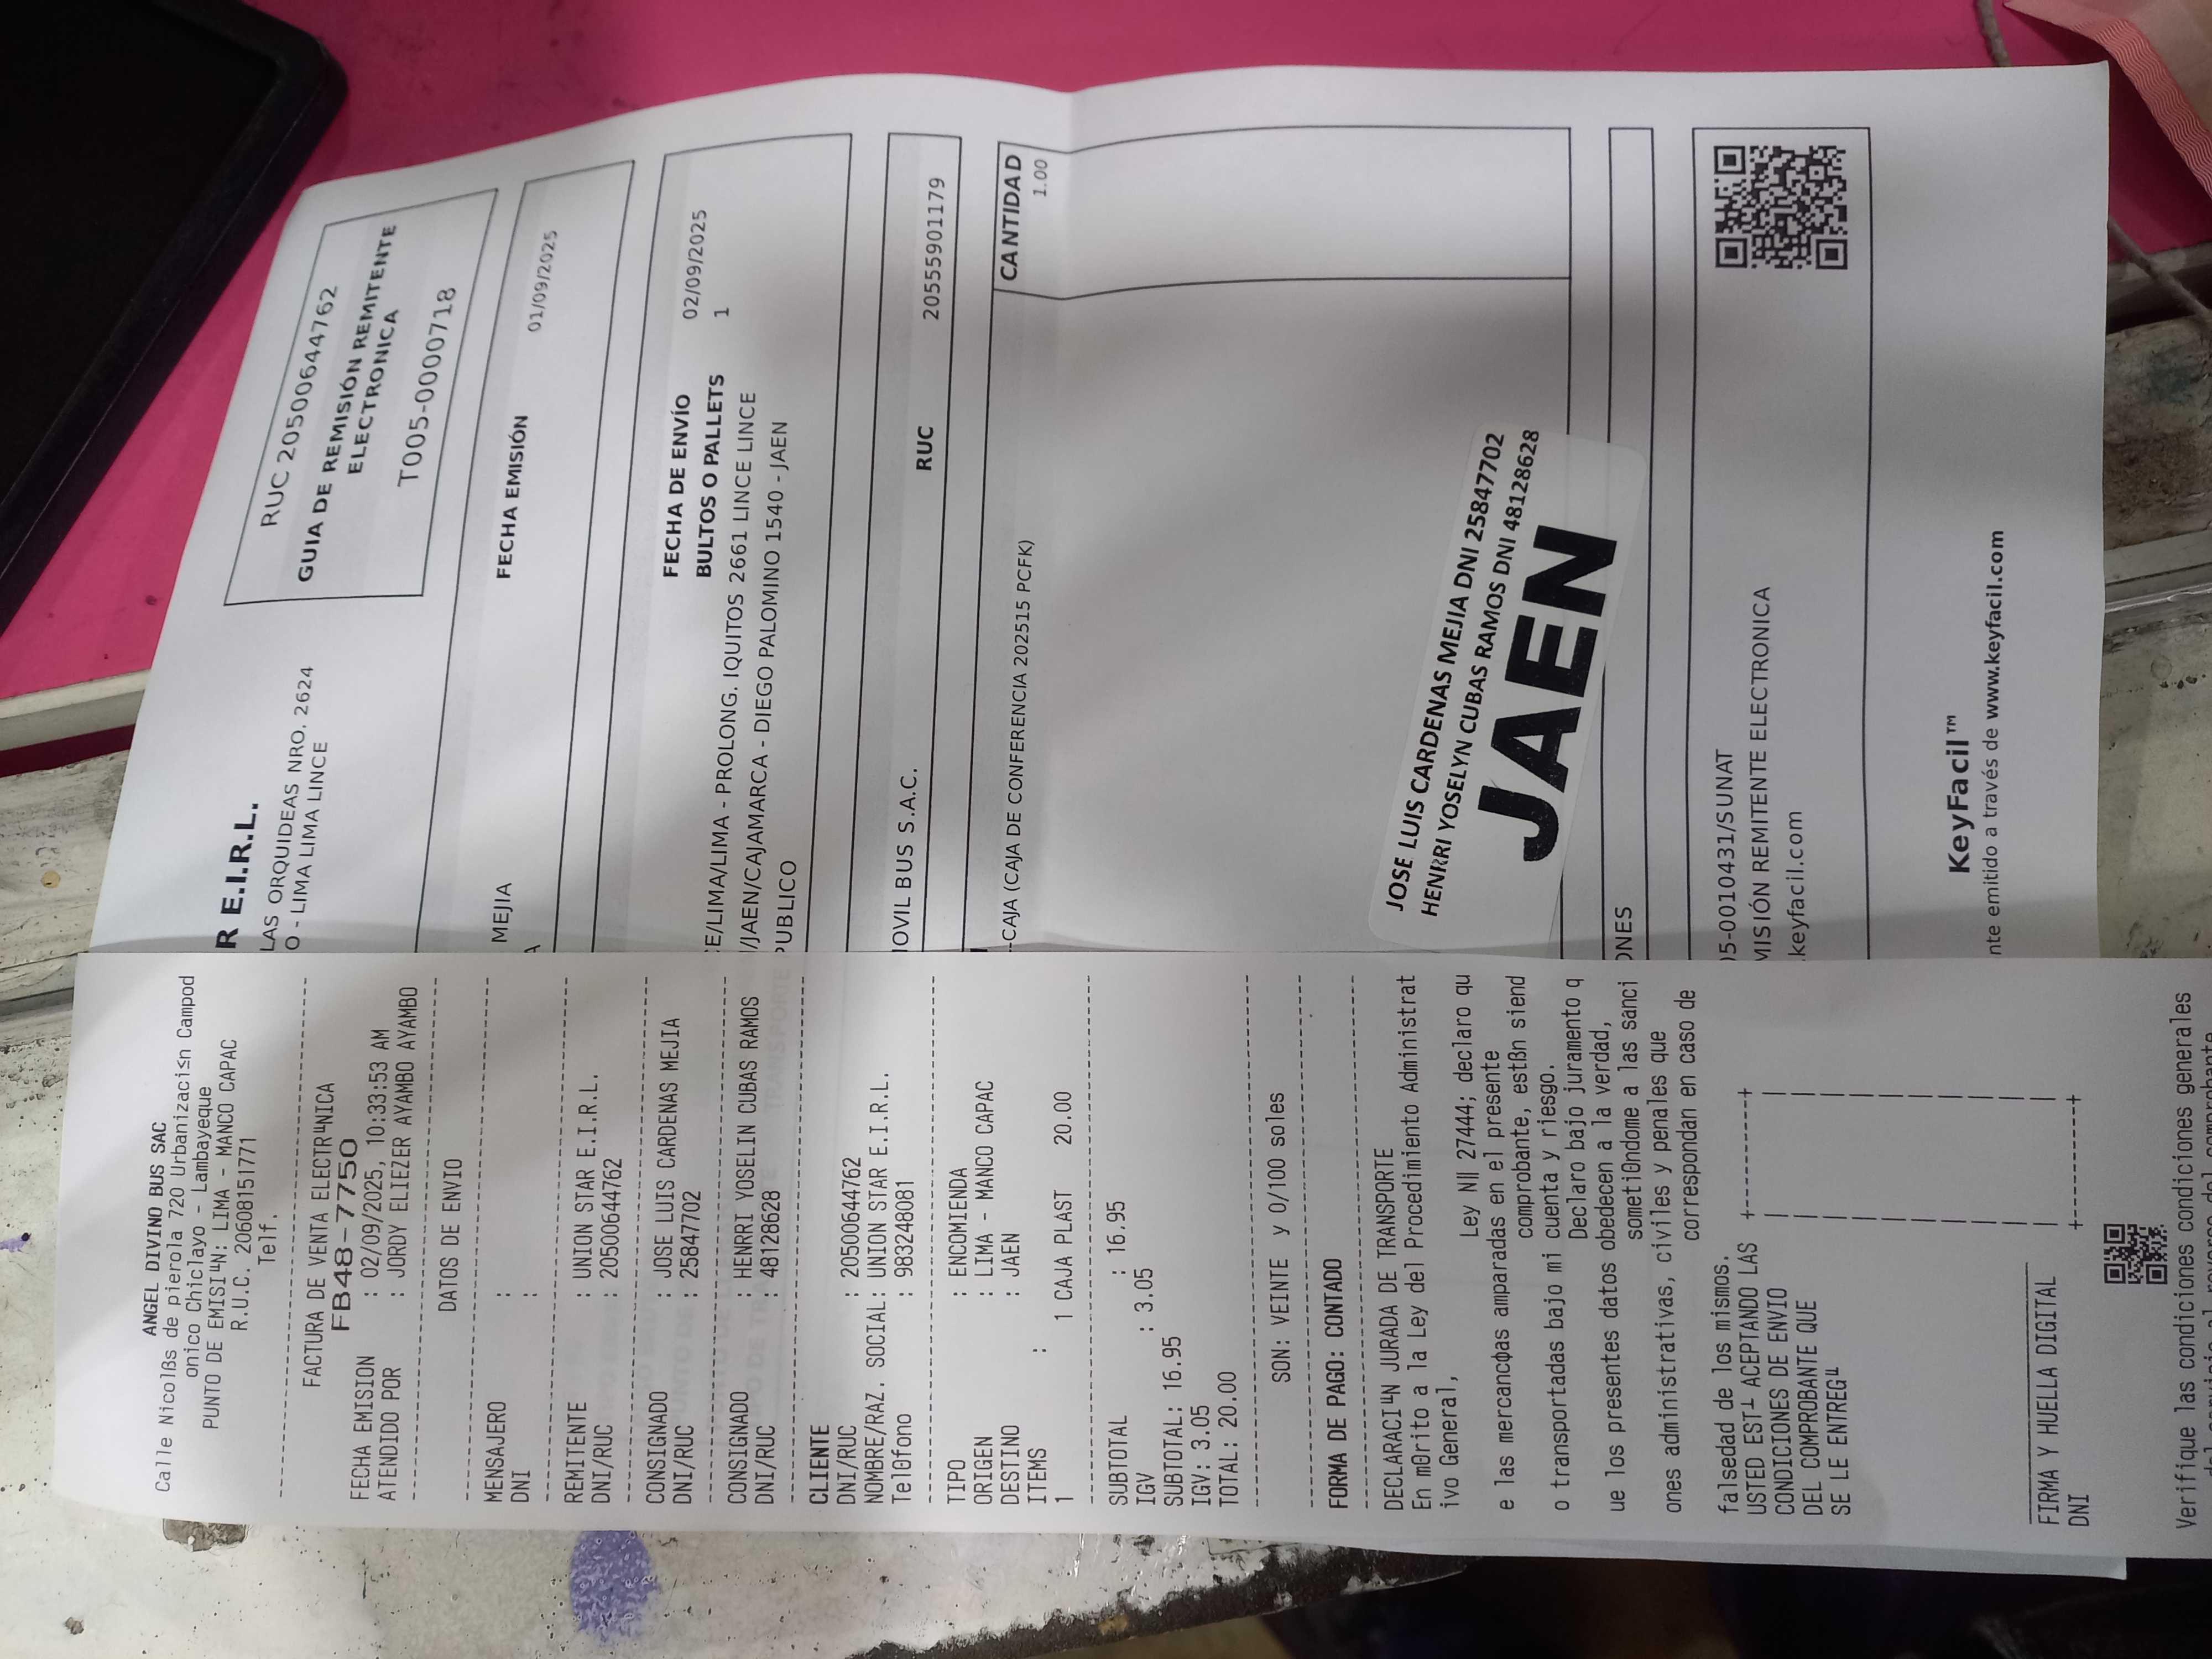 ANGEL DIVINO BUS SAC
Calle Nicolßs de pierola 720 Urbanizaci≤n Campod
onico Chiclayo - Lambayeque
PUNTO DE EMISI╙N: LIMA - MANCO CAPAC
R.U.C. 20608151771
Telf.
FACTURA DE VENTA ELECTR╙NICA
FB48-7750
FECHA EMISION : 02/09/2025, 10:33:53 AM
ATENDIDO POR : JORDY ELIEZER AYAMBO AYAMBO
DATOS DE ENVIO
MENSAJERO :
DNI :
REMITENTE : UNION STAR E.I.R.L.
DNI/RUC : 20500644762
CONSIGNADO : JOSE LUIS CARDENAS MEJIA
DNI/RUC : 25847702
CONSIGNADO : HENRRI YOSELIN CUBAS RAMOS
DNI/RUC : 48128628
CLIENTE
DNI/RUC : 20500644762
NOMBRE/RAZ. SOCIAL: UNION STAR E.I.R.L.
TelΘfono : 983248081
TIPO : ENCOMIENDA
ORIGEN : LIMA - MANCO CAPAC
DESTINO : JAEN
ITEMS :
1 1 CAJA PLAST 20.00
SUBTOTAL : 16.95
IGV : 3.05
SUBTOTAL: 16.95
IGV: 3.05
TOTAL: 20.00
SON: VEINTE y 0/100 soles
FORMA DE PAGO: CONTADO
DECLARACI╙N JURADA DE TRANSPORTE
En mΘrito a la Ley del Procedimiento Administrat
ivo General, Ley N║ 27444; declaro qu
e las mercancφas amparadas en el presente
comprobante, estßn siend
o transportadas bajo mi cuenta y riesgo.
Declaro bajo juramento q
ue los presentes datos obedecen a la verdad,
sometiΘndome a las sanci
ones administrativas, civiles y penales que
correspondan en caso de
falsedad de los mismos.
USTED EST┴ ACEPTANDO LAS
CONDICIONES DE ENVIO
DEL COMPROBANTE QUE
SE LE ENTREG╙
FIRMA Y HUELLA DIGITAL
DNI
Verifique las condiciones condiciones generales
R E.I.R.L.
LAS ORQUIDEAS NRO. 2624
O - LIMA LIMA LINCE
RUC 20500644762
GUIA DE REMISIÓN REMITENTE
ELECTRONICA
T005-00000718
MEJIA FECHA EMISIÓN 01/09/2025
FECHA DE ENVÍO 02/09/2025
BULTOS O PALLETS 1
CE/LIMA/LIMA - PROLONG. IQUITOS 2661 LINCE LINCE
/JAEN/CAJAMARCA - DIEGO PALOMINO 1540 - JAEN
PUBLICO
OVIL BUS S.A.C. RUC 20555901179
CANTIDAD
-CAJA (CAJA DE CONFERENCIA 202515 PCFK) 1.00
JOSE LUIS CARDENAS MEJIA DNI 25847702
HENRRI YOSELYN CUBAS RAMOS DNI 48128628
JAEN
ONES
05-0010431/SUNAT
MISIÓN REMITENTE ELECTRONICA
.keyfacil.com
KeyFacil™
nte emitido a través de www.keyfacil.com